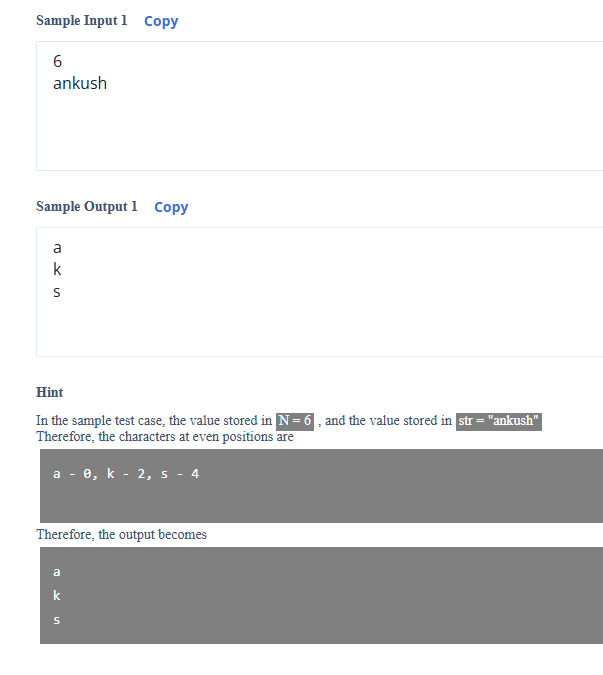 Sample Input 1 Copy
6
ankush
Sample Output 1 Copy
a
k
s
Hint
In the sample test case, the value stored in N = 6 , and the value stored in str = "ankush"
Therefore, the characters at even positions are
a - 0, k - 2, s - 4
Therefore, the output becomes
a
k
s